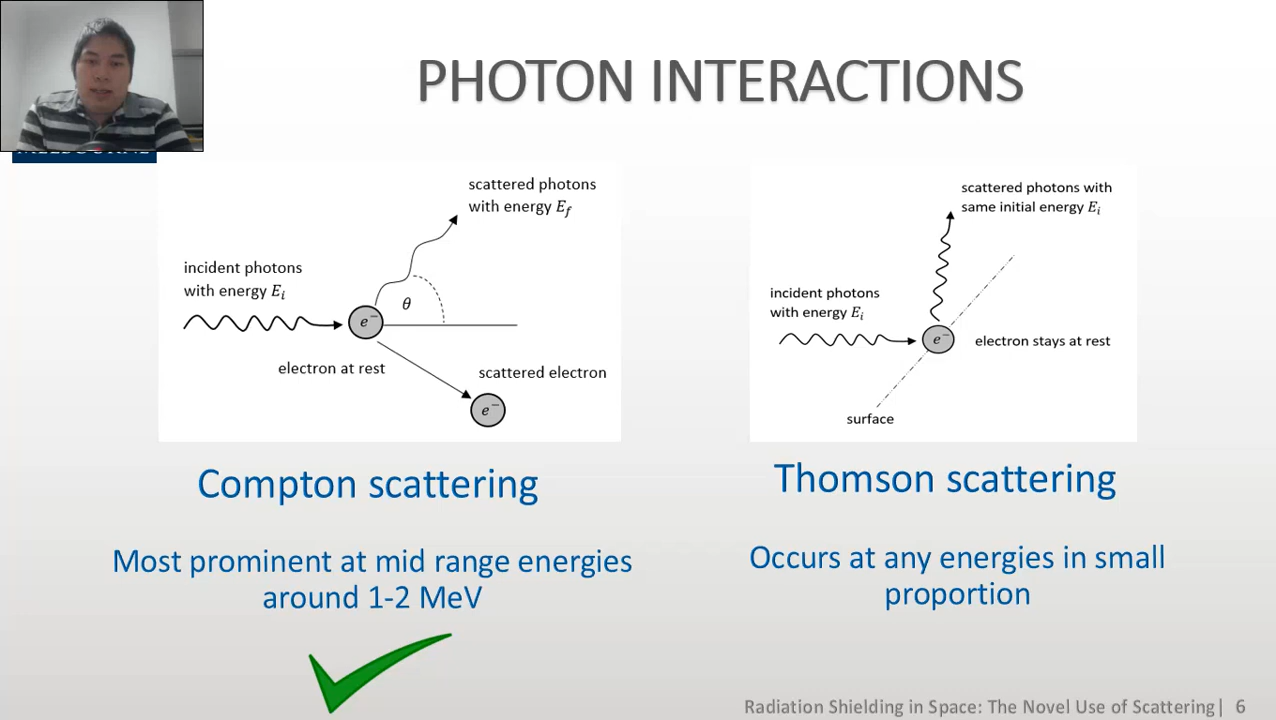 PHOTON INTERACTIONS
scattered photons
with energy E_f
incident photons
with energy E_i
θ
e⁻
electron at rest
scattered electron
e⁻
Compton scattering
Most prominent at mid range energies
around 1-2 MeV
scattered photons with
same initial energy E_i
incident photons
with energy E_i
e⁻
electron stays at rest
surface
Thomson scattering
Occurs at any energies in small
proportion
Radiation Shielding in Space: The Novel Use of Scattering| 6